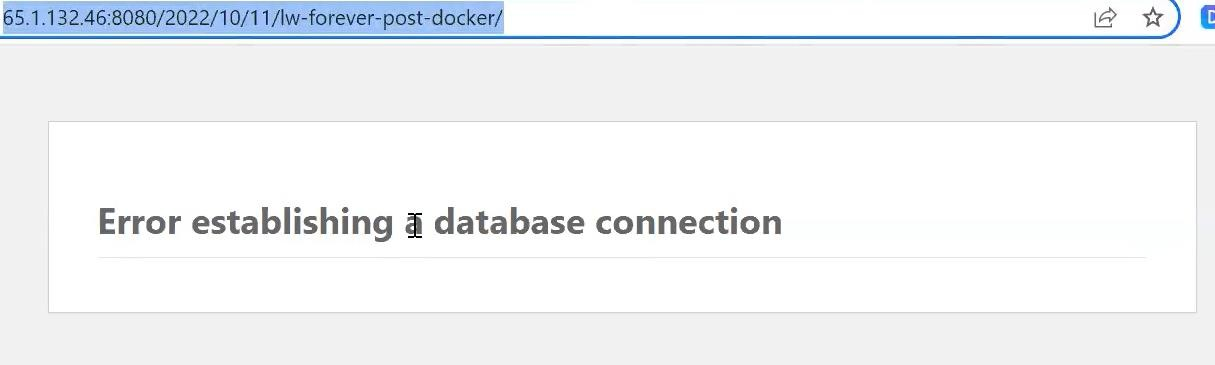 65.1.132.46:8080/2022/10/11/lw-forever-post-docker/
Error establishing a database connection